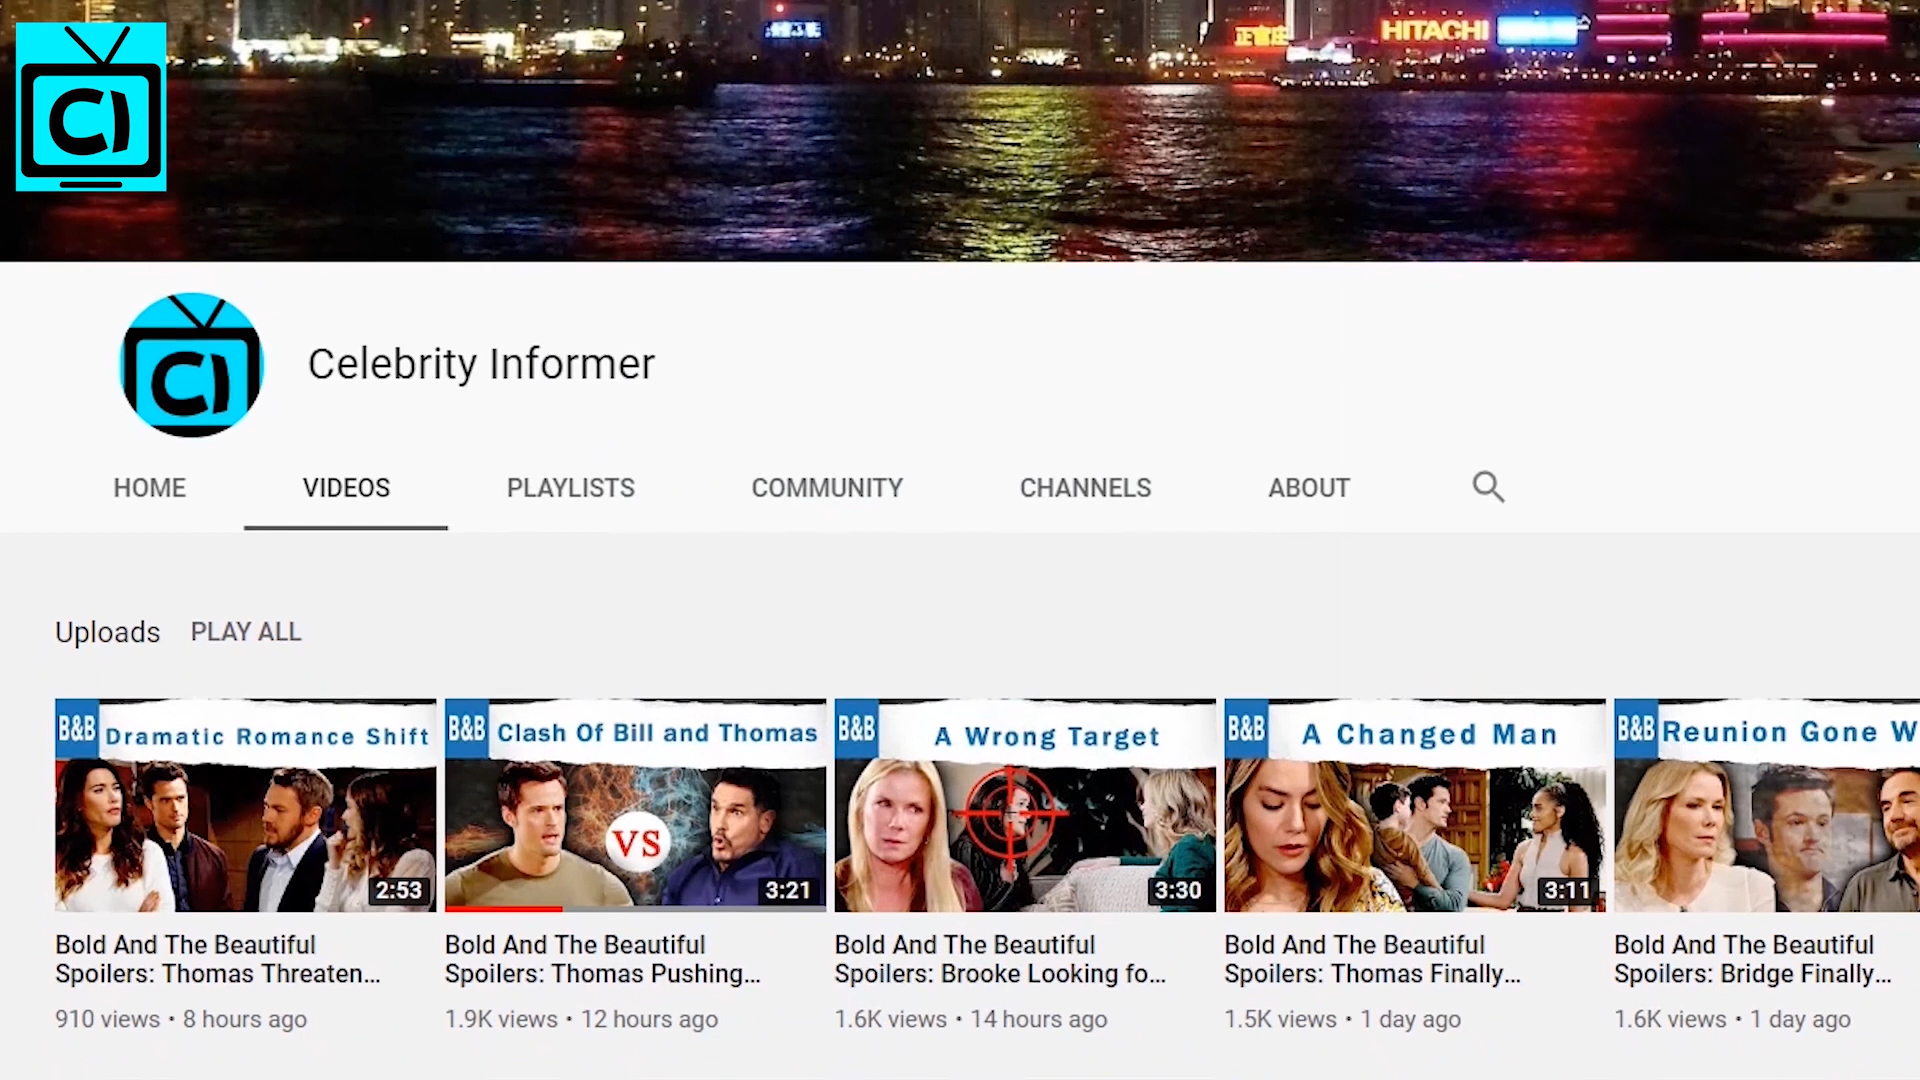 正官庄
HITACHI
CI
CI
Celebrity Informer
HOME VIDEOS PLAYLISTS COMMUNITY CHANNELS ABOUT
Uploads PLAY ALL
B&B Dramatic Romance Shift
2:53
B&B Clash Of Bill and Thomas
VS
3:21
B&B A Wrong Target
3:30
B&B A Changed Man
3:11
B&B Reunion Gone W
Bold And The Beautiful
Spoilers: Thomas Threaten...
910 views • 8 hours ago
Bold And The Beautiful
Spoilers: Thomas Pushing...
1.9K views • 12 hours ago
Bold And The Beautiful
Spoilers: Brooke Looking fo...
1.6K views • 14 hours ago
Bold And The Beautiful
Spoilers: Thomas Finally...
1.5K views • 1 day ago
Bold And The Beautiful
Spoilers: Bridge Finally...
1.6K views • 1 day ago